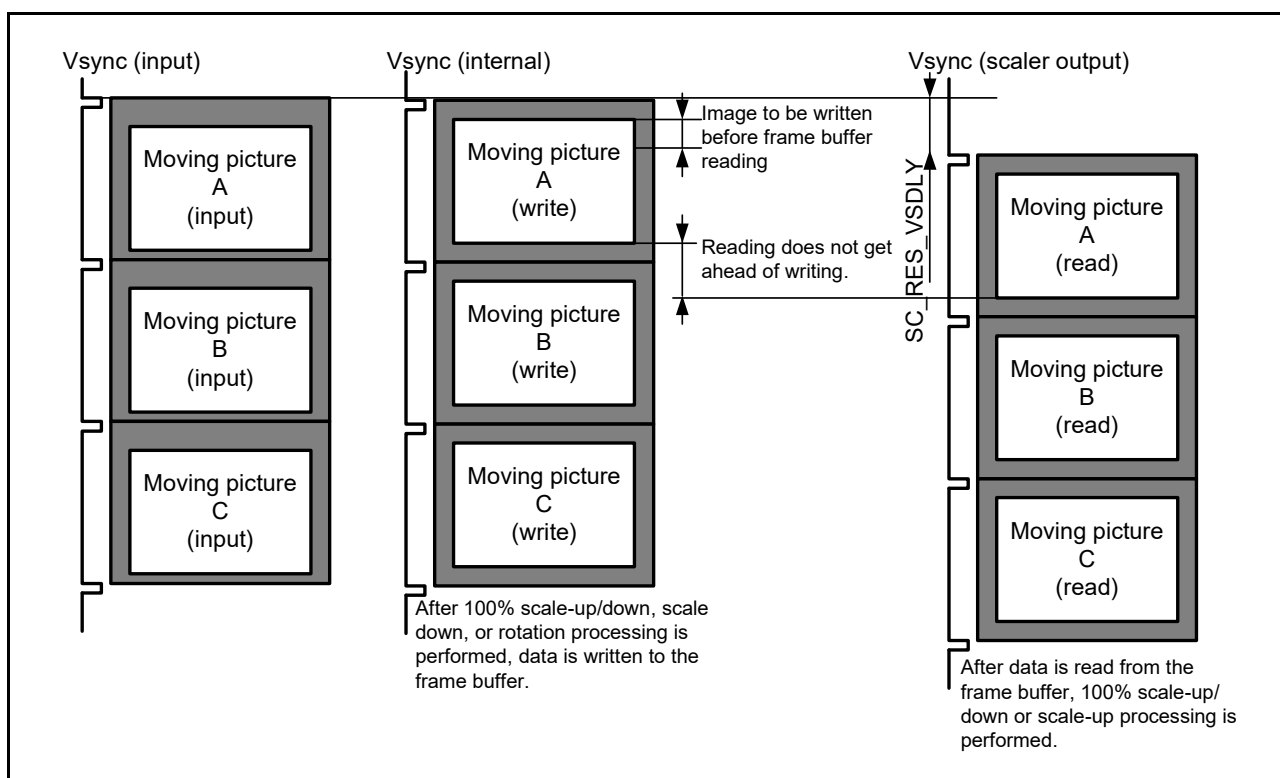 Vsync (input)
Vsync (internal)
Vsync (scaler output)
Moving picture
A
(input)
Moving picture
B
(input)
Moving picture
C
(input)
Moving picture
A
(write)
Moving picture
B
(write)
Moving picture
C
(write)
After 100% scale-up/down, scale
down, or rotation processing is
performed, data is written to the
frame buffer.
Image to be written
before frame buffer
reading
Reading does not get
ahead of writing.
SC_RES_VSDLY
Moving picture
A
(read)
Moving picture
B
(read)
Moving picture
C
(read)
After data is read from the
frame buffer, 100% scale-up/
down or scale-up processing is
performed.